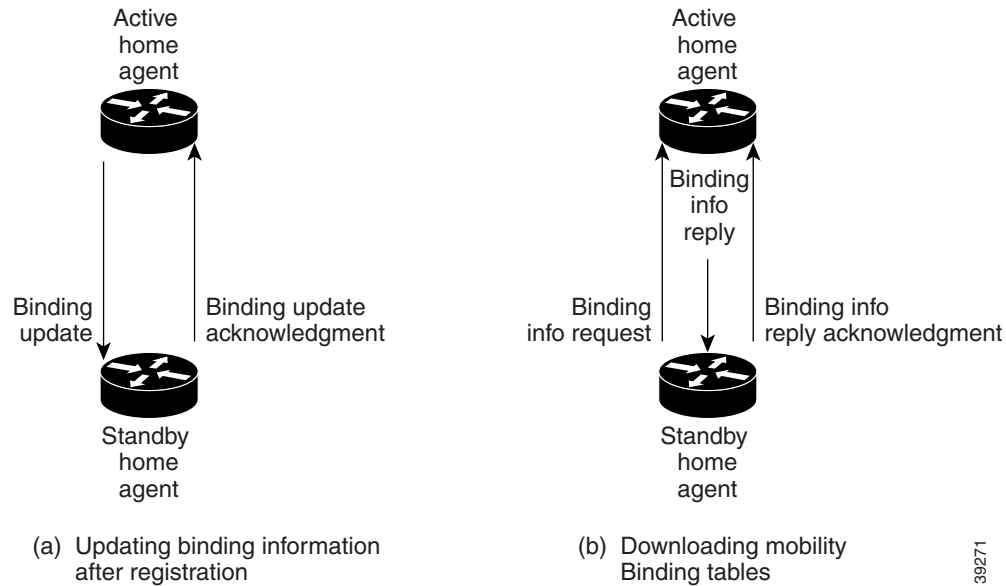 Active
home
agent
Binding
update
Binding update
acknowledgment
Standby
home
agent
(a) Updating binding information
after registration
Active
home
agent
Binding
info
reply
Binding
info request
Binding info
reply acknowledgment
Standby
home
agent
(b) Downloading mobility
Binding tables
39271